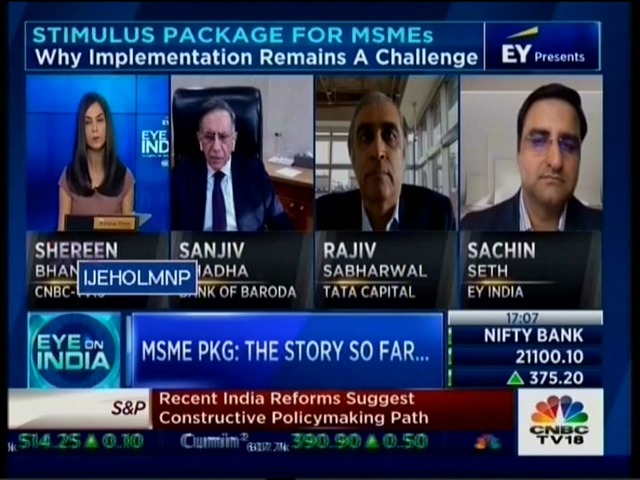 STIMULUS PACKAGE FOR MSMEs
Why Implementation Remains A Challenge
EY Presents
EYE
IND
SHEREEN
BHAN
CNBC-TV18
SANJIV
CHADHA
BANK OF BARODA
RAJIV
SABHARWAL
TATA CAPITAL
SACHIN
SETH
EY INDIA
IJEHOLMNP
EYE ON
INDIA
MSME PKG: THE STORY SO FAR...
17:07
NIFTY BANK
21100.10
375.20
S&P
Recent India Reforms Suggest
Constructive Policymaking Path
CNBC
TV18
514.25 0.10
390.90 0.50